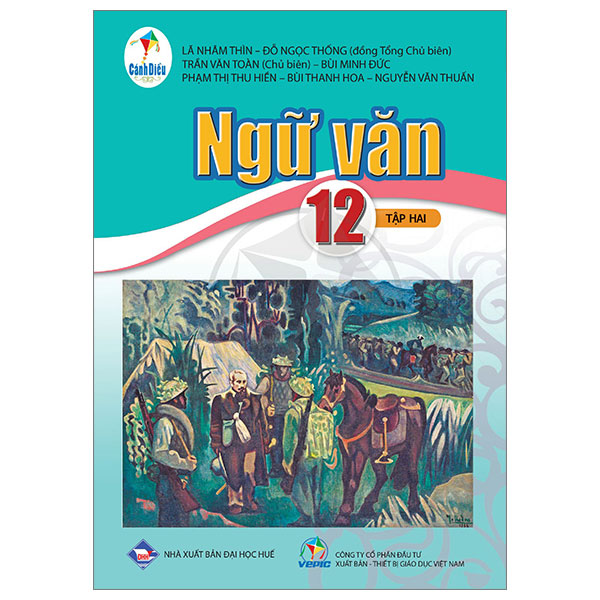 Cánh Diều
LÃ NHÂM THÌN – ĐỖ NGỌC THỐNG (đồng Tổng Chủ biên)
TRẦN VĂN TOÀN (Chủ biên) – BÙI MINH ĐỨC
PHẠM THỊ THU HIỀN – BÙI THANH HOA – NGUYỄN VĂN THUẤN
Ngữ văn
12
TẬP HAI
ĐHH
NHÀ XUẤT BẢN ĐẠI HỌC HUẾ
VEPIC
CÔNG TY CỔ PHẦN ĐẦU TƯ
XUẤT BẢN - THIẾT BỊ GIÁO DỤC VIỆT NAM